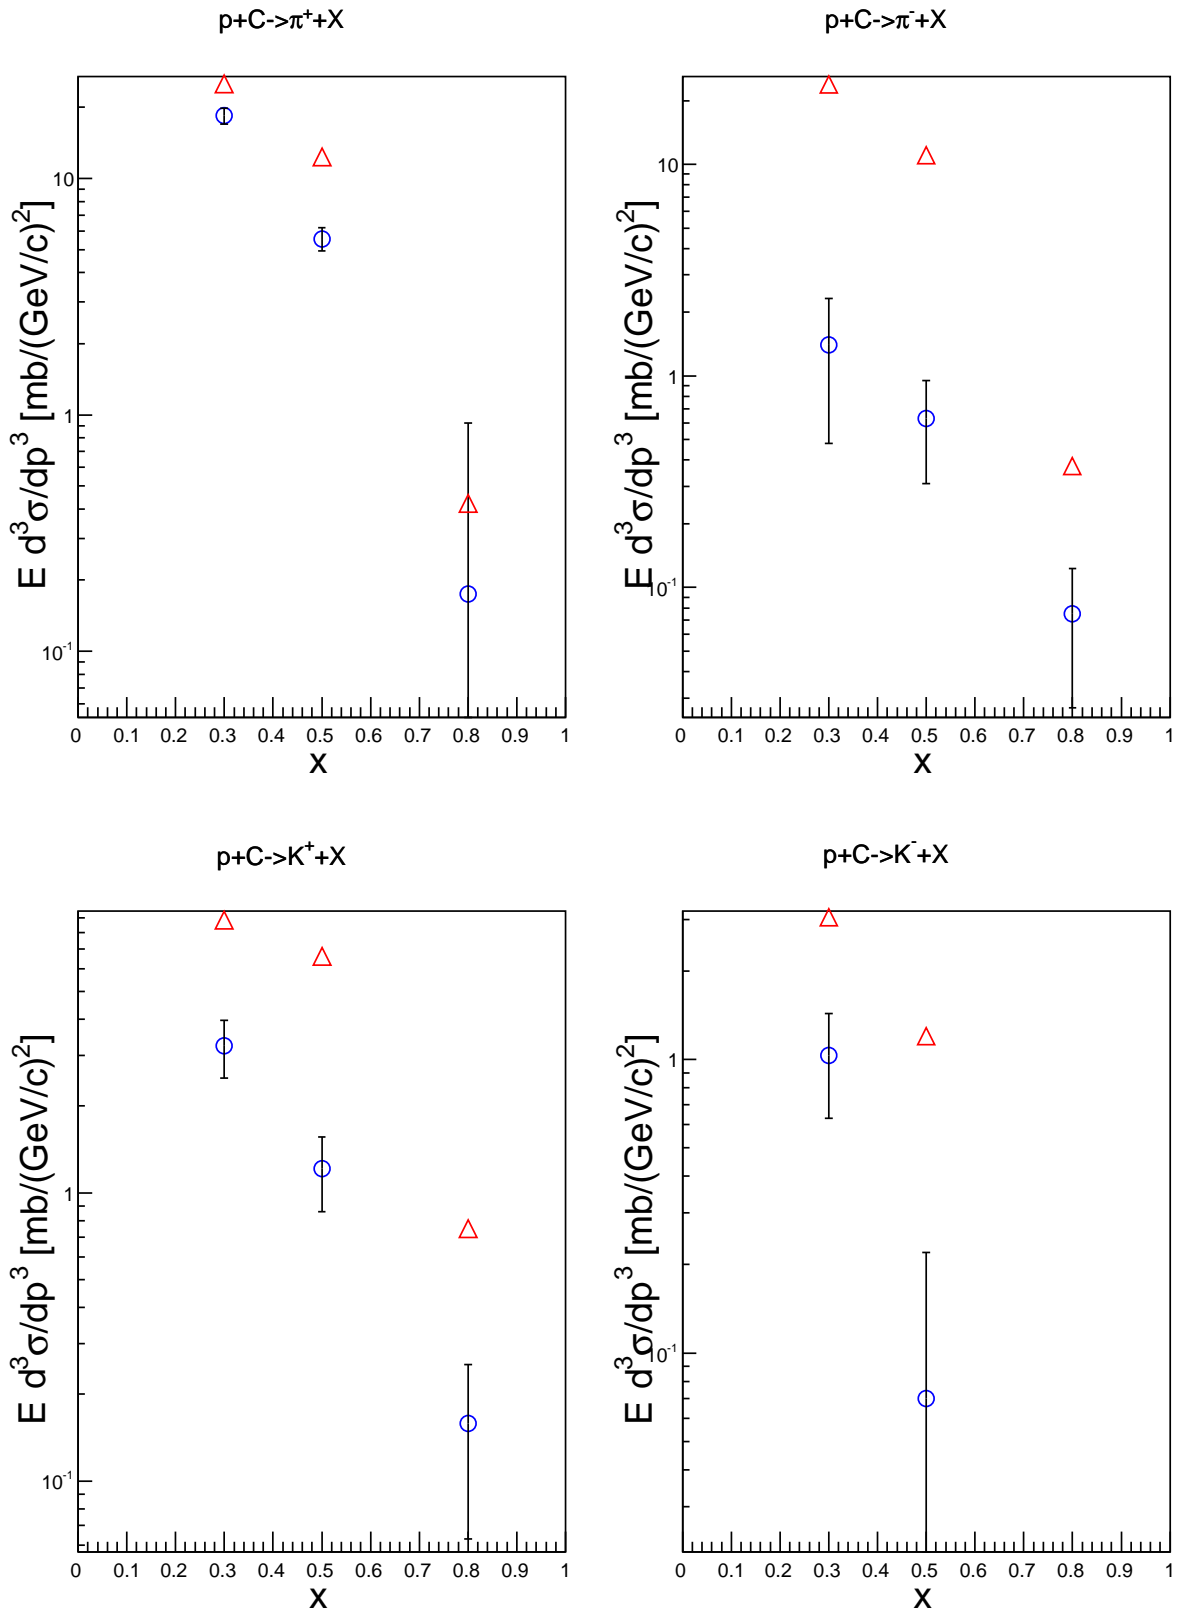 p+C->π⁺+X
E d³σ/dp³ [mb/(GeV/c)²]
10
1
10⁻¹
0 0.1 0.2 0.3 0.4 0.5 0.6 0.7 0.8 0.9 1
x
p+C->π⁻+X
E d³σ/dp³ [mb/(GeV/c)²]
10
1
10⁻¹
0 0.1 0.2 0.3 0.4 0.5 0.6 0.7 0.8 0.9 1
x
p+C->K⁺+X
E d³σ/dp³ [mb/(GeV/c)²]
1
10⁻¹
0 0.1 0.2 0.3 0.4 0.5 0.6 0.7 0.8 0.9 1
x
p+C->K⁻+X
E d³σ/dp³ [mb/(GeV/c)²]
1
10⁻¹
0 0.1 0.2 0.3 0.4 0.5 0.6 0.7 0.8 0.9 1
x